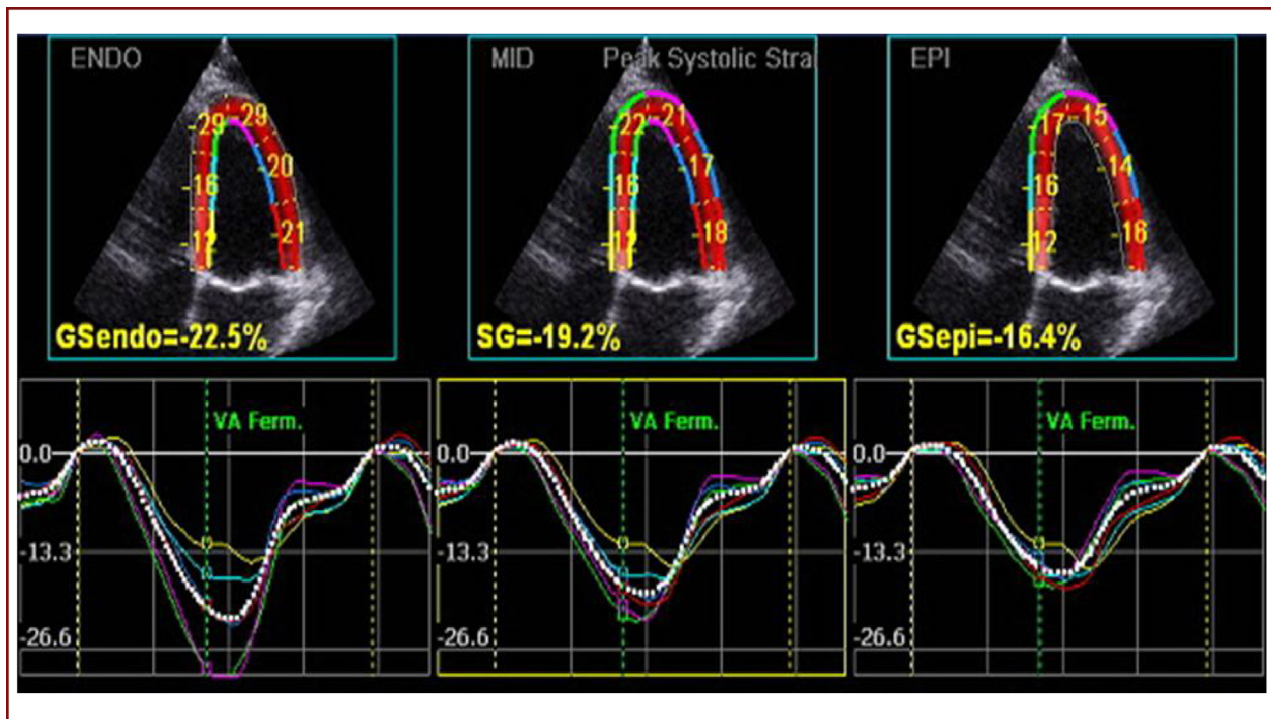 ENDO
-29
-29
-16
-20
-12
-21
GSendo=-22.5%
MID
Peak Systolic Strai
-22
-21
-16
-17
-12
-18
SG=-19.2%
EPI
-17
-15
-16
-14
-12
-16
GSepi=-16.4%
VA Ferm.
0.0
-13.3
-26.6
VA Ferm.
0.0
-13.3
-26.6
VA Ferm.
0.0
-13.3
-26.6